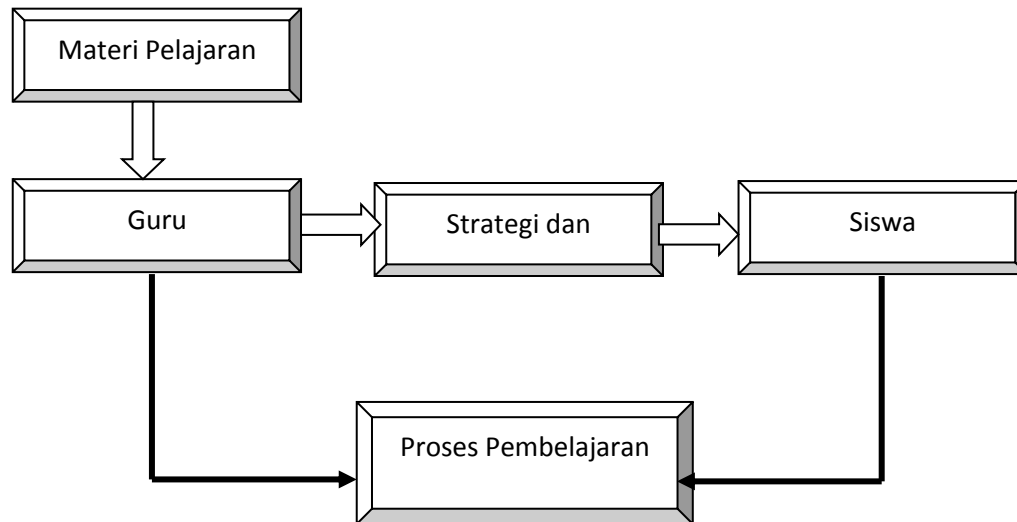 Materi Pelajaran
Guru
Strategi dan
Siswa
Proses Pembelajaran